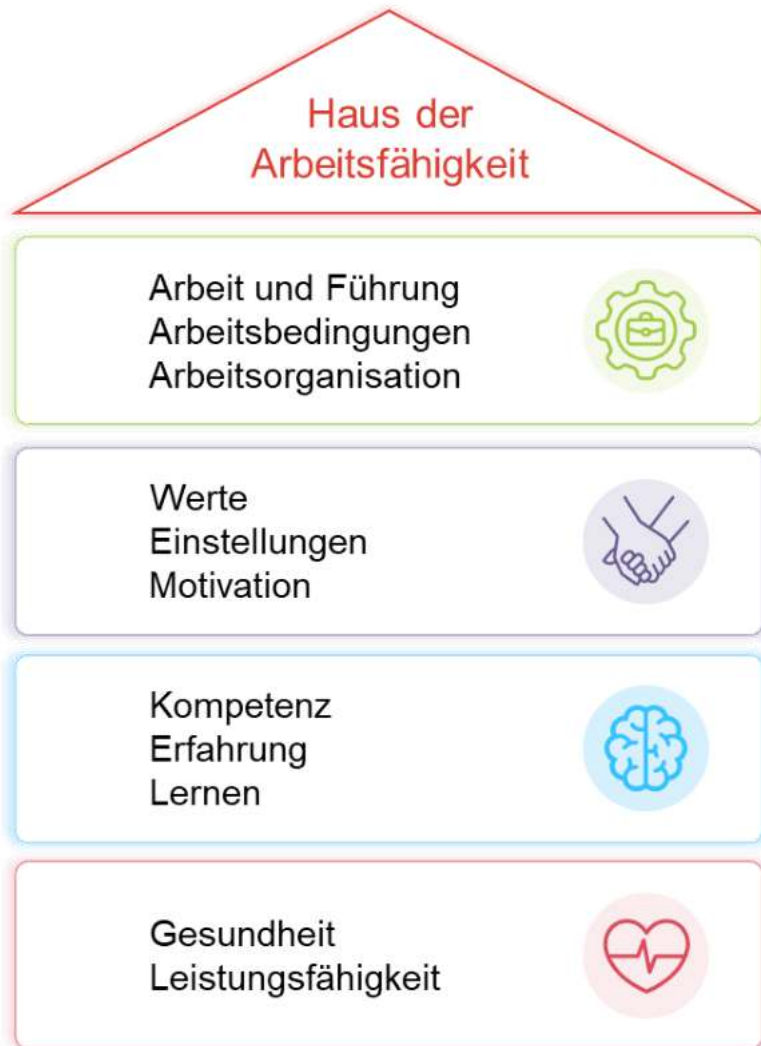 Haus der
Arbeitsfähigkeit
Arbeit und Führung
Arbeitsbedingungen
Arbeitsorganisation
Werte
Einstellungen
Motivation
Kompetenz
Erfahrung
Lernen
Gesundheit
Leistungsfähigkeit